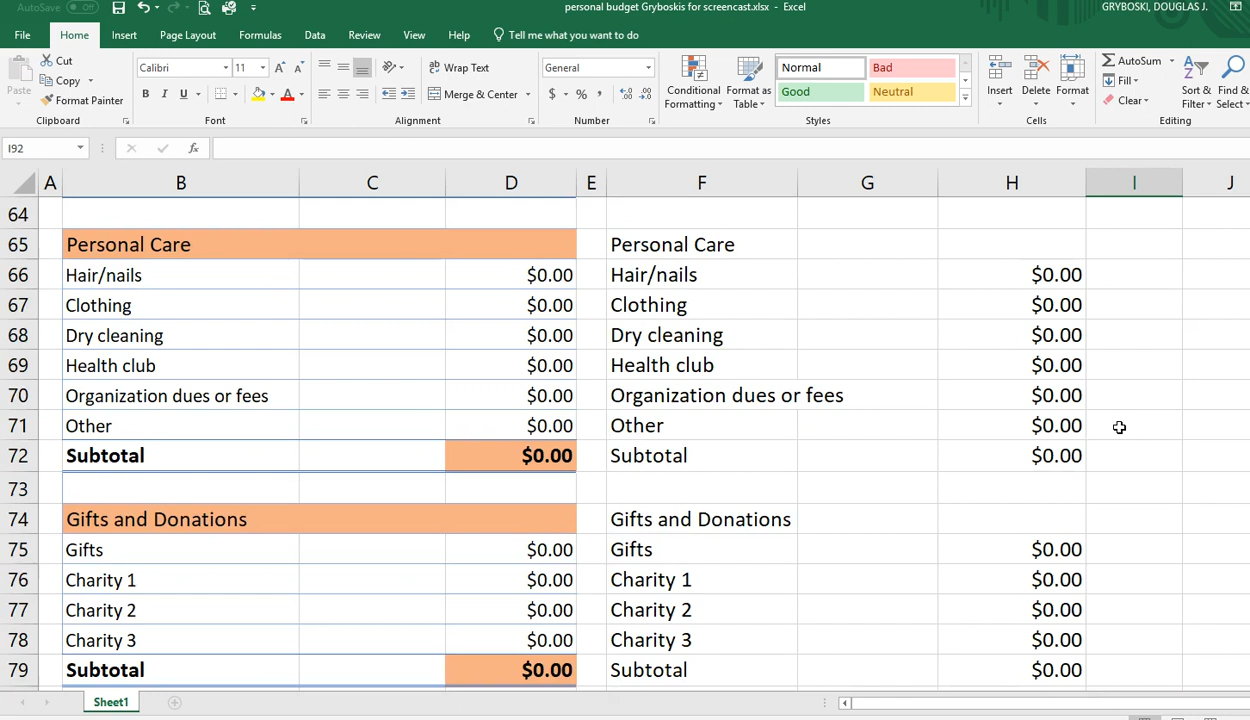 AutoSave Off personal budget Gryboskis for screencast.xlsx - Excel GRYBOSKI, DOUGLAS J.
File Home Insert Page Layout Formulas Data Review View Help Tell me what you want to do
Paste Cut Copy Format Painter
Clipboard
Calibri 11 A A
B I U A
Font
Wrap Text
Merge & Center
Alignment
General
$ % ,
Number
Conditional Formatting Format as Table
Normal Bad
Good Neutral
Styles
Insert Delete Format
Cells
AutoSum
Fill
Clear
Sort & Filter Find & Select
Editing
I92 fx
A B C D E F G H I J
64
65 Personal Care Personal Care
66 Hair/nails $0.00 Hair/nails $0.00
67 Clothing $0.00 Clothing $0.00
68 Dry cleaning $0.00 Dry cleaning $0.00
69 Health club $0.00 Health club $0.00
70 Organization dues or fees $0.00 Organization dues or fees $0.00
71 Other $0.00 Other $0.00
72 Subtotal $0.00 Subtotal $0.00
73
74 Gifts and Donations Gifts and Donations
75 Gifts $0.00 Gifts $0.00
76 Charity 1 $0.00 Charity 1 $0.00
77 Charity 2 $0.00 Charity 2 $0.00
78 Charity 3 $0.00 Charity 3 $0.00
79 Subtotal $0.00 Subtotal $0.00
Sheet1